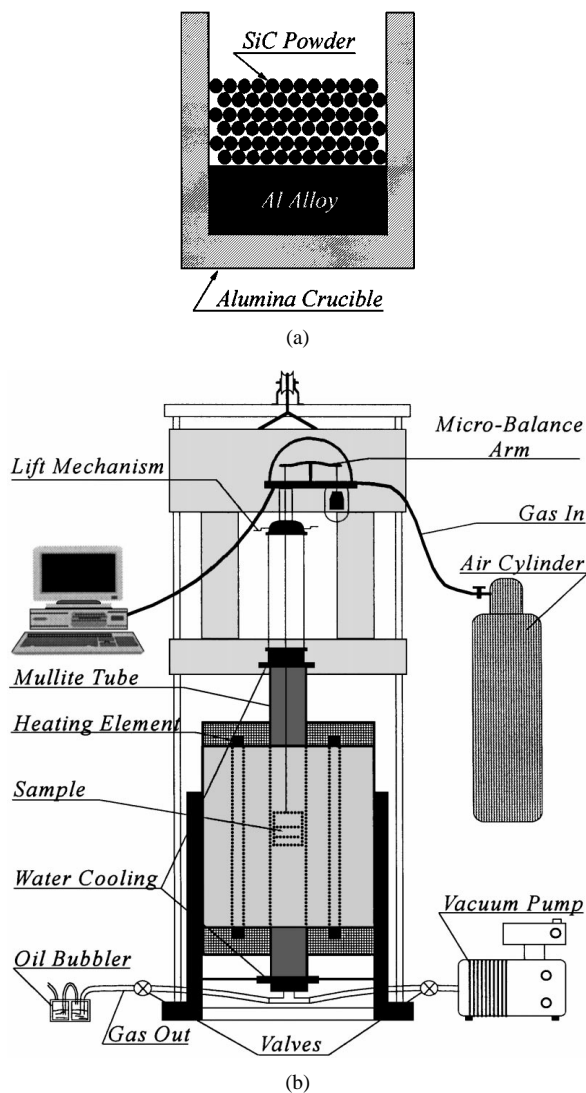 SiC Powder
Al Alloy
Alumina Crucible
(a)
Micro-Balance
Arm
Lift Mechanism
Gas In
Air Cylinder
Mullite Tube
Heating Element
Sample
Water Cooling
Vacuum Pump
Oil Bubbler
Gas Out
Valves
(b)